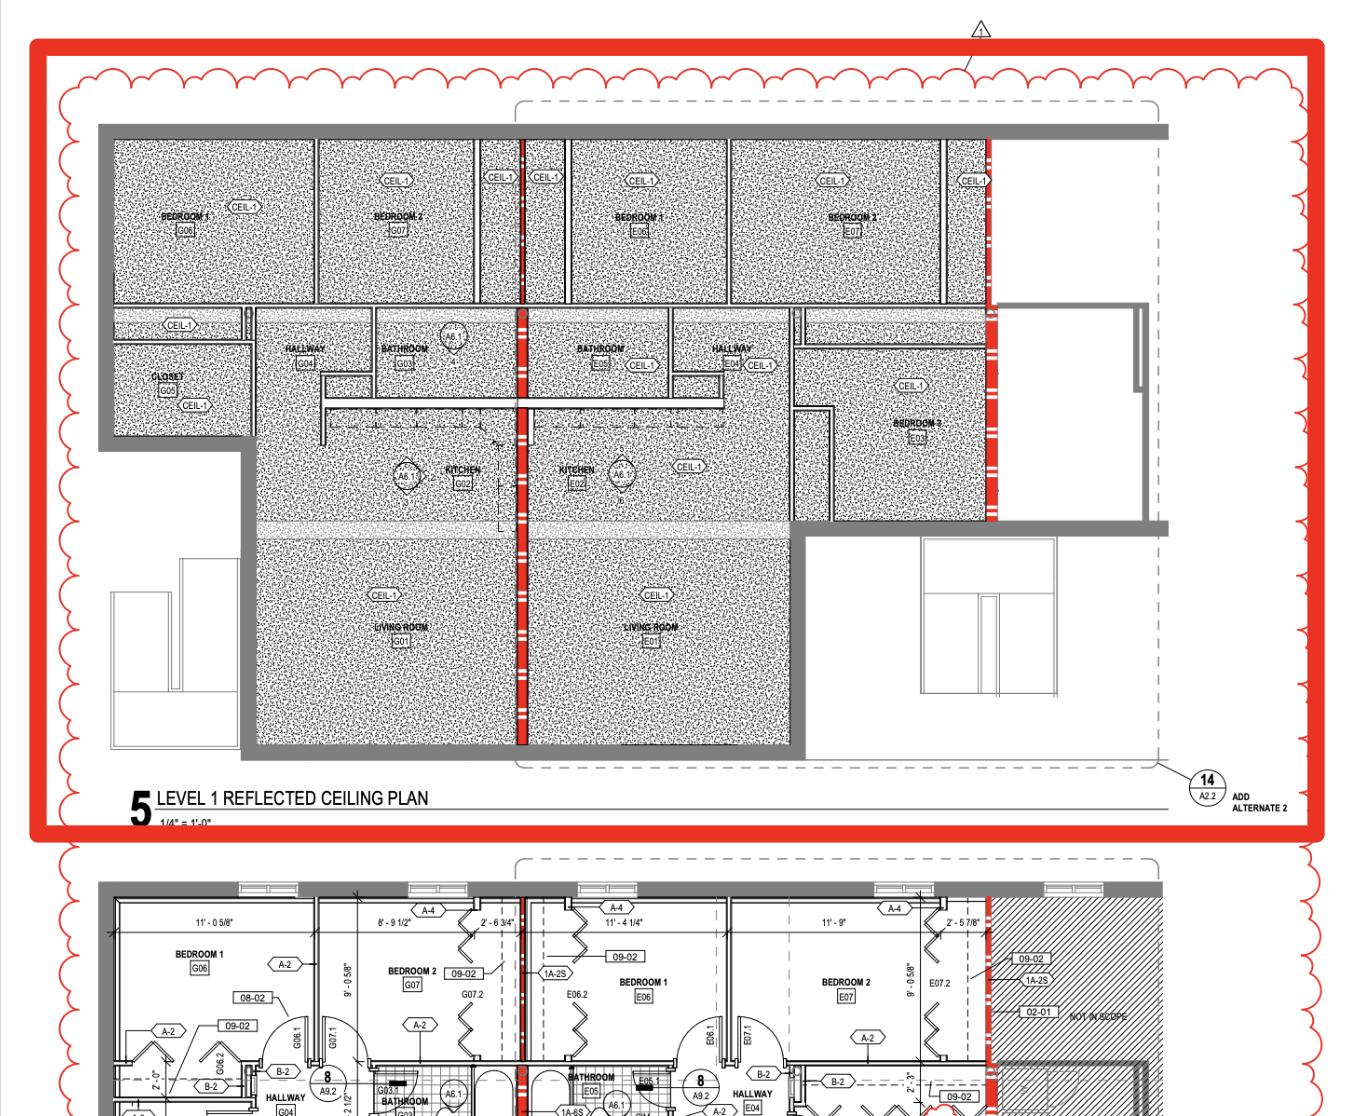 1
CEIL-1
CEIL-1
CEIL-1
CEIL-1
CEIL-1
CEIL-1
CEIL-1
BEDROOM 1
G06
BEDROOM 2
G07
BEDROOM 1
E06
BEDROOM 2
E07
CEIL-1
HALLWAY
G04
BATHROOM
G03
A6.1
BATHROOM
E05
CEIL-1
HALLWAY
E04
CEIL-1
CLOSET
G05
CEIL-1
CEIL-1
BEDROOM 3
E03
A6.1
KITCHEN
G02
KITCHEN
E02
A6.1
6
CEIL-1
CEIL-1
LIVING ROOM
G01
CEIL-1
LIVING ROOM
E01
14
A2.2
ADD
ALTERNATE 2
5 LEVEL 1 REFLECTED CEILING PLAN
1/4" = 1'-0"
11' - 0 5/8"
8' - 9 1/2"
A-4
2' - 6 3/4"
A-4
11' - 4 1/4"
11' - 9"
A-4
2' - 5 7/8"
BEDROOM 1
G06
A-2
9' - 0 5/8"
BEDROOM 2
G07
09-02
G07.2
1A-2S
09-02
E06.2
BEDROOM 1
E06
BEDROOM 2
E07
9' - 0 5/8"
E07.2
09-02
1A-2S
02-01
NOT IN SCOPE
08-02
09-02
A-2
G06.1
G07.1
A-2
E06.1
E07.1
A-2
2' - 0"
G06.2
B-2
B-2
8
A9.2
HALLWAY
G04
2 1/2"
G03.1
BATHROOM
G03
A6.1
BATHROOM
E05
1A-6S
A6.1
E05.1
8
A9.2
A-2
B-2
HALLWAY
E04
B-2
2' - 3"
09-02